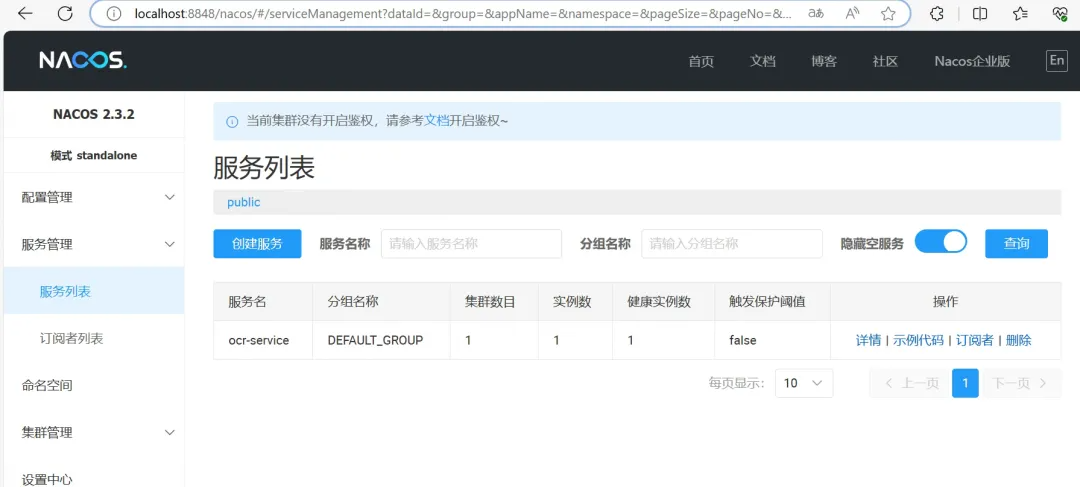 localhost:8848/nacos/#/serviceManagement?dataId=&group=&appName=&namespace=&pageSize=&pageNo=&...
NACOS.
首页 文档 博客 社区 Nacos企业版 En
NACOS 2.3.2
模式 standalone
配置管理
服务管理
服务列表
订阅者列表
命名空间
集群管理
设置中心
当前集群没有开启鉴权，请参考文档开启鉴权~
服务列表
public
创建服务 服务名称 请输入服务名称 分组名称 请输入分组名称 隐藏空服务 查询
服务名 分组名称 集群数目 实例数 健康实例数 触发保护阈值 操作
ocr-service DEFAULT_GROUP 1 1 1 false 详情 | 示例代码 | 订阅者 | 删除
每页显示： 10 上一页 1 下一页